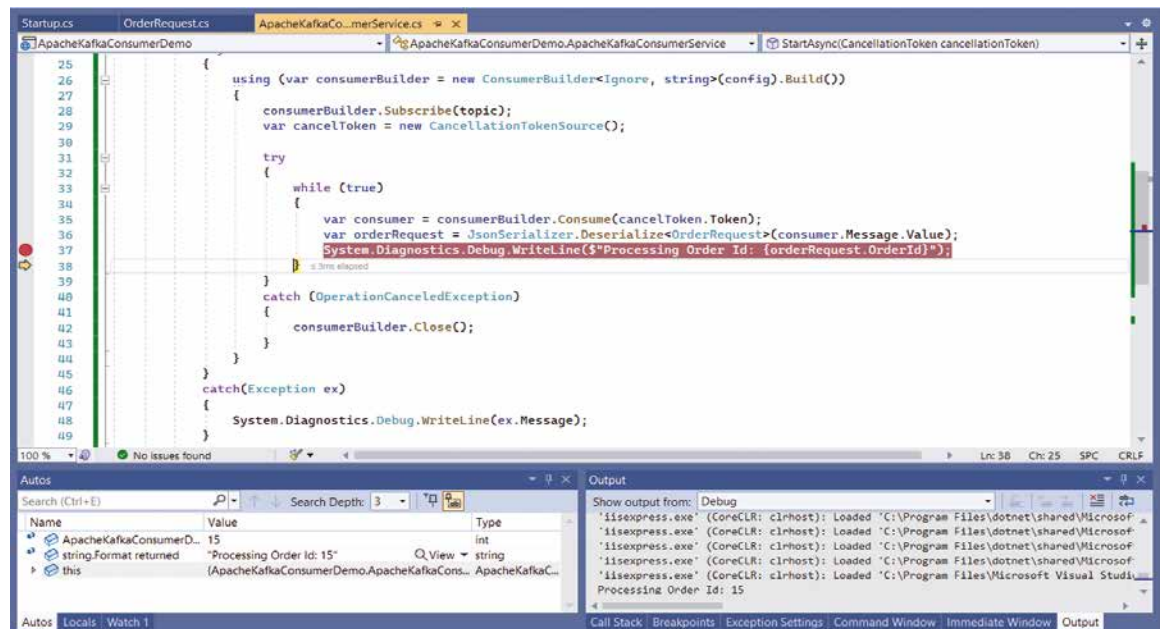 Startup.cs OrderRequest.cs ApacheKafkaCo...merService.cs
ApacheKafkaConsumerDemo ApacheKafkaConsumerDemo.ApacheKafkaConsumerService StartAsync(CancellationToken cancellationToken)
25 {
26 using (var consumerBuilder = new ConsumerBuilder<Ignore, string>(config).Build())
27 {
28 consumerBuilder.Subscribe(topic);
29 var cancelToken = new CancellationTokenSource();
30
31 try
32 {
33 while (true)
34 {
35 var consumer = consumerBuilder.Consume(cancelToken.Token);
36 var orderRequest = JsonSerializer.Deserialize<OrderRequest>(consumer.Message.Value);
37 System.Diagnostics.Debug.WriteLine($"Processing Order Id: {orderRequest.OrderId}");
38 } elapsed
39 }
40 catch (OperationCanceledException)
41 {
42 consumerBuilder.Close();
43 }
44 }
45 }
46 catch(Exception ex)
47 {
48 System.Diagnostics.Debug.WriteLine(ex.Message);
49 }
100 % No issues found Ln: 38 Ch: 25 SPC CRLF
Autos
Search (Ctrl+E) Search Depth: 3
Name Value Type
ApacheKafkaConsumerD... 15 int
string.Format returned "Processing Order Id: 15" View string
this {ApacheKafkaConsumerDemo.ApacheKafkaCons... ApacheKafkaC...
Autos Locals Watch 1
Output
Show output from: Debug
'iisexpress.exe' (CoreCLR: clrhost): Loaded 'C:\Program Files\dotnet\shared\Microsof
'iisexpress.exe' (CoreCLR: clrhost): Loaded 'C:\Program Files\dotnet\shared\Microsof
'iisexpress.exe' (CoreCLR: clrhost): Loaded 'C:\Program Files\dotnet\shared\Microsof
'iisexpress.exe' (CoreCLR: clrhost): Loaded 'C:\Program Files\dotnet\shared\Microsof
'iisexpress.exe' (CoreCLR: clrhost): Loaded 'C:\Program Files\Microsoft Visual Studi
Processing Order Id: 15
Call Stack Breakpoints Exception Settings Command Window Immediate Window Output